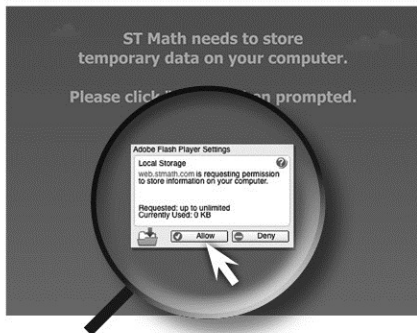 ST Math needs to store
temporary data on your computer.
Please click prompted.
Adobe Flash Player Settings
Local Storage
web.stmath.com is requesting permission
to store information on your computer.
Requested: up to unlimited
Currently Used: 0 KB
Allow
Deny